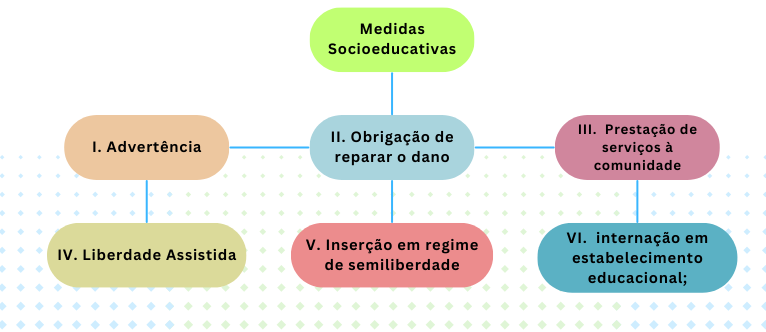 Medidas
Socioeducativas
I. Advertência
II. Obrigação de
reparar o dano
III. Prestação de
serviços à
comunidade
IV. Liberdade Assistida
V. Inserção em regime
de semiliberdade
VI. internação em
estabelecimento
educacional;